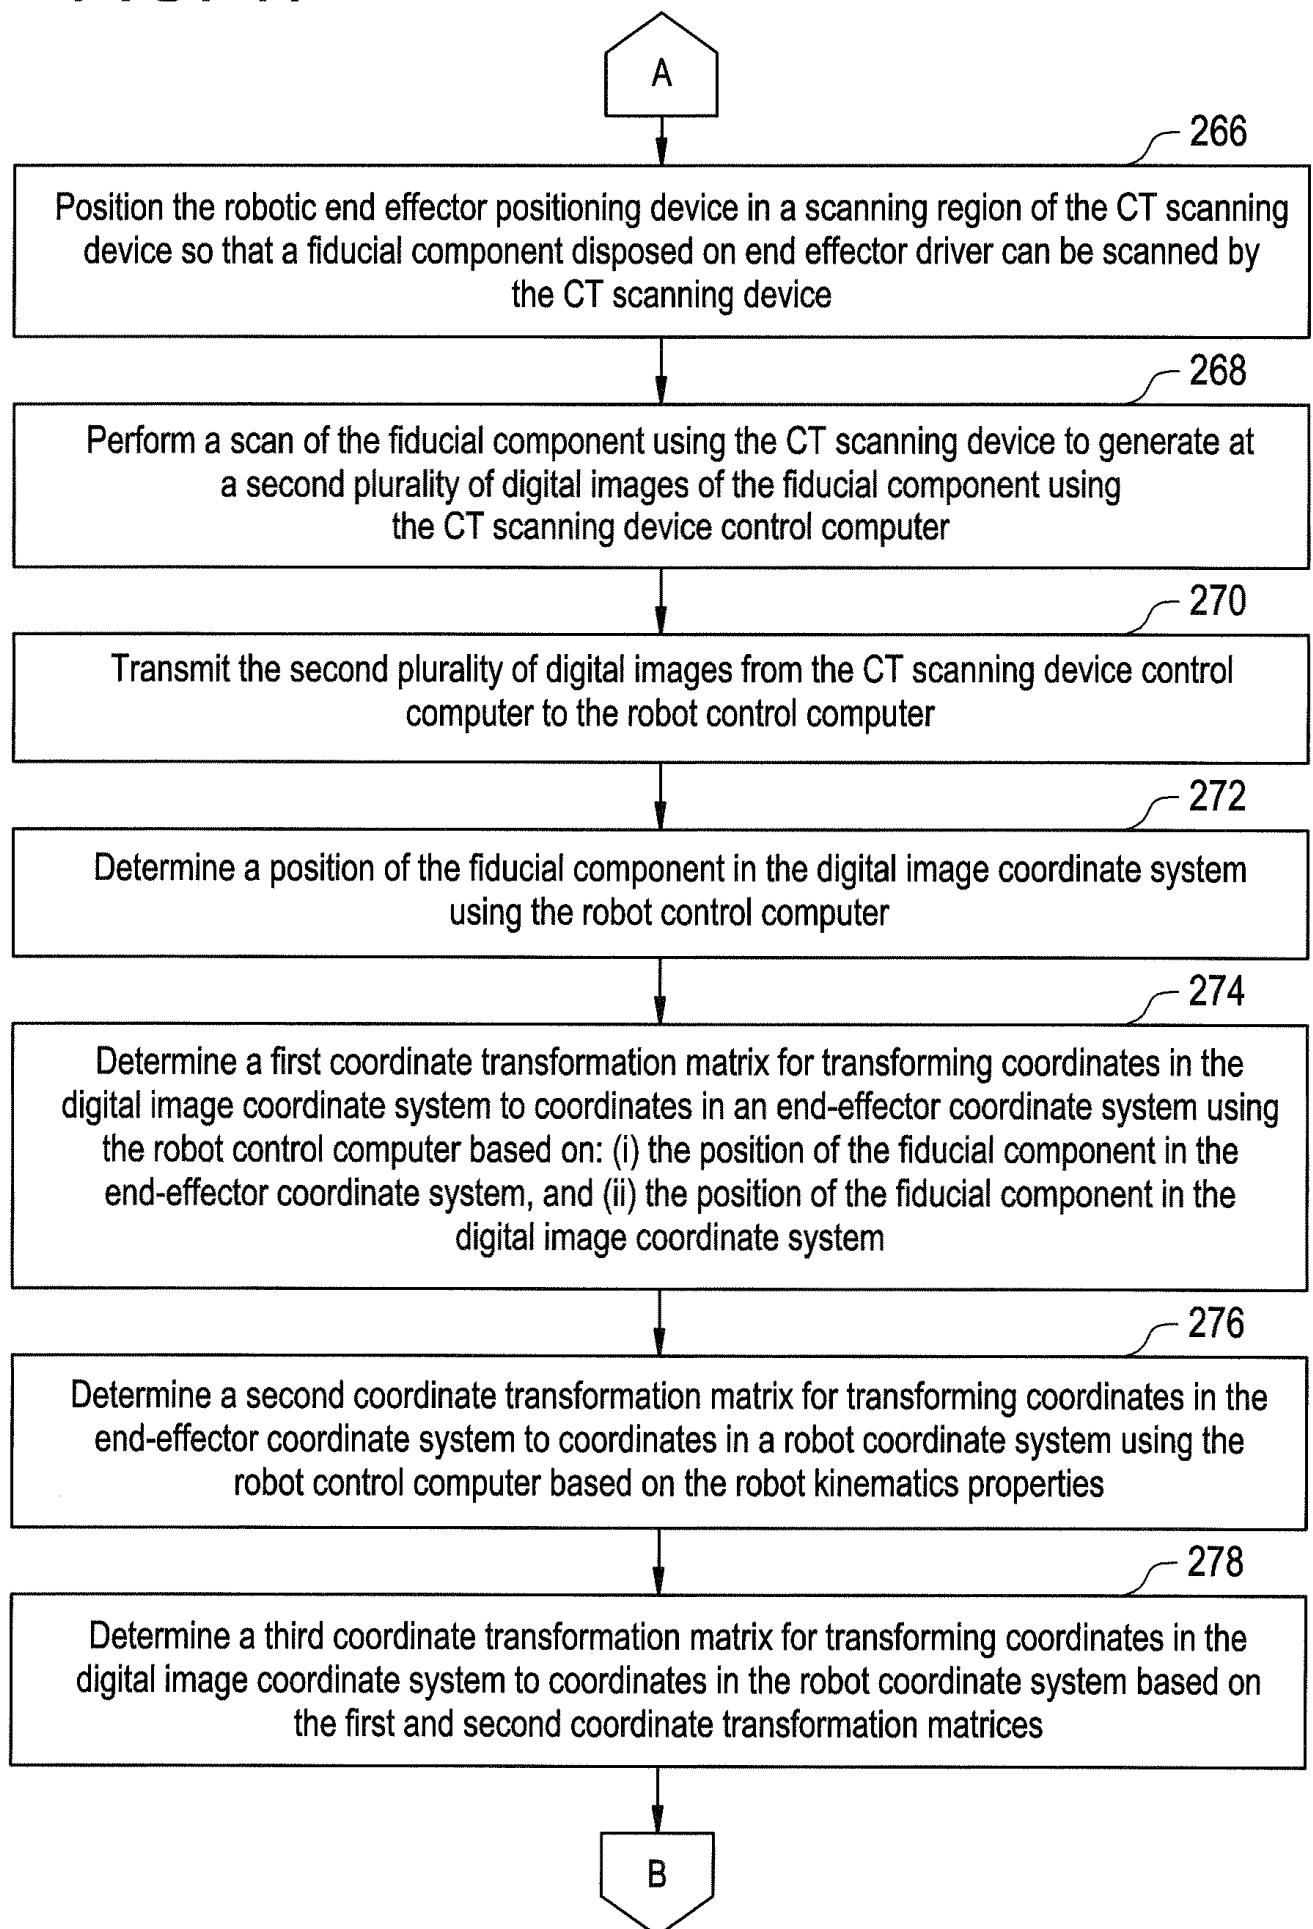 A
266
Position the robotic end effector positioning device in a scanning region of the CT scanning
device so that a fiducial component disposed on end effector driver can be scanned by
the CT scanning device
268
Perform a scan of the fiducial component using the CT scanning device to generate at
a second plurality of digital images of the fiducial component using
the CT scanning device control computer
270
Transmit the second plurality of digital images from the CT scanning device control
computer to the robot control computer
272
Determine a position of the fiducial component in the digital image coordinate system
using the robot control computer
274
Determine a first coordinate transformation matrix for transforming coordinates in the
digital image coordinate system to coordinates in an end-effector coordinate system using
the robot control computer based on: (i) the position of the fiducial component in the
end-effector coordinate system, and (ii) the position of the fiducial component in the
digital image coordinate system
276
Determine a second coordinate transformation matrix for transforming coordinates in the
end-effector coordinate system to coordinates in a robot coordinate system using the
robot control computer based on the robot kinematics properties
278
Determine a third coordinate transformation matrix for transforming coordinates in the
digital image coordinate system to coordinates in the robot coordinate system based on
the first and second coordinate transformation matrices
B